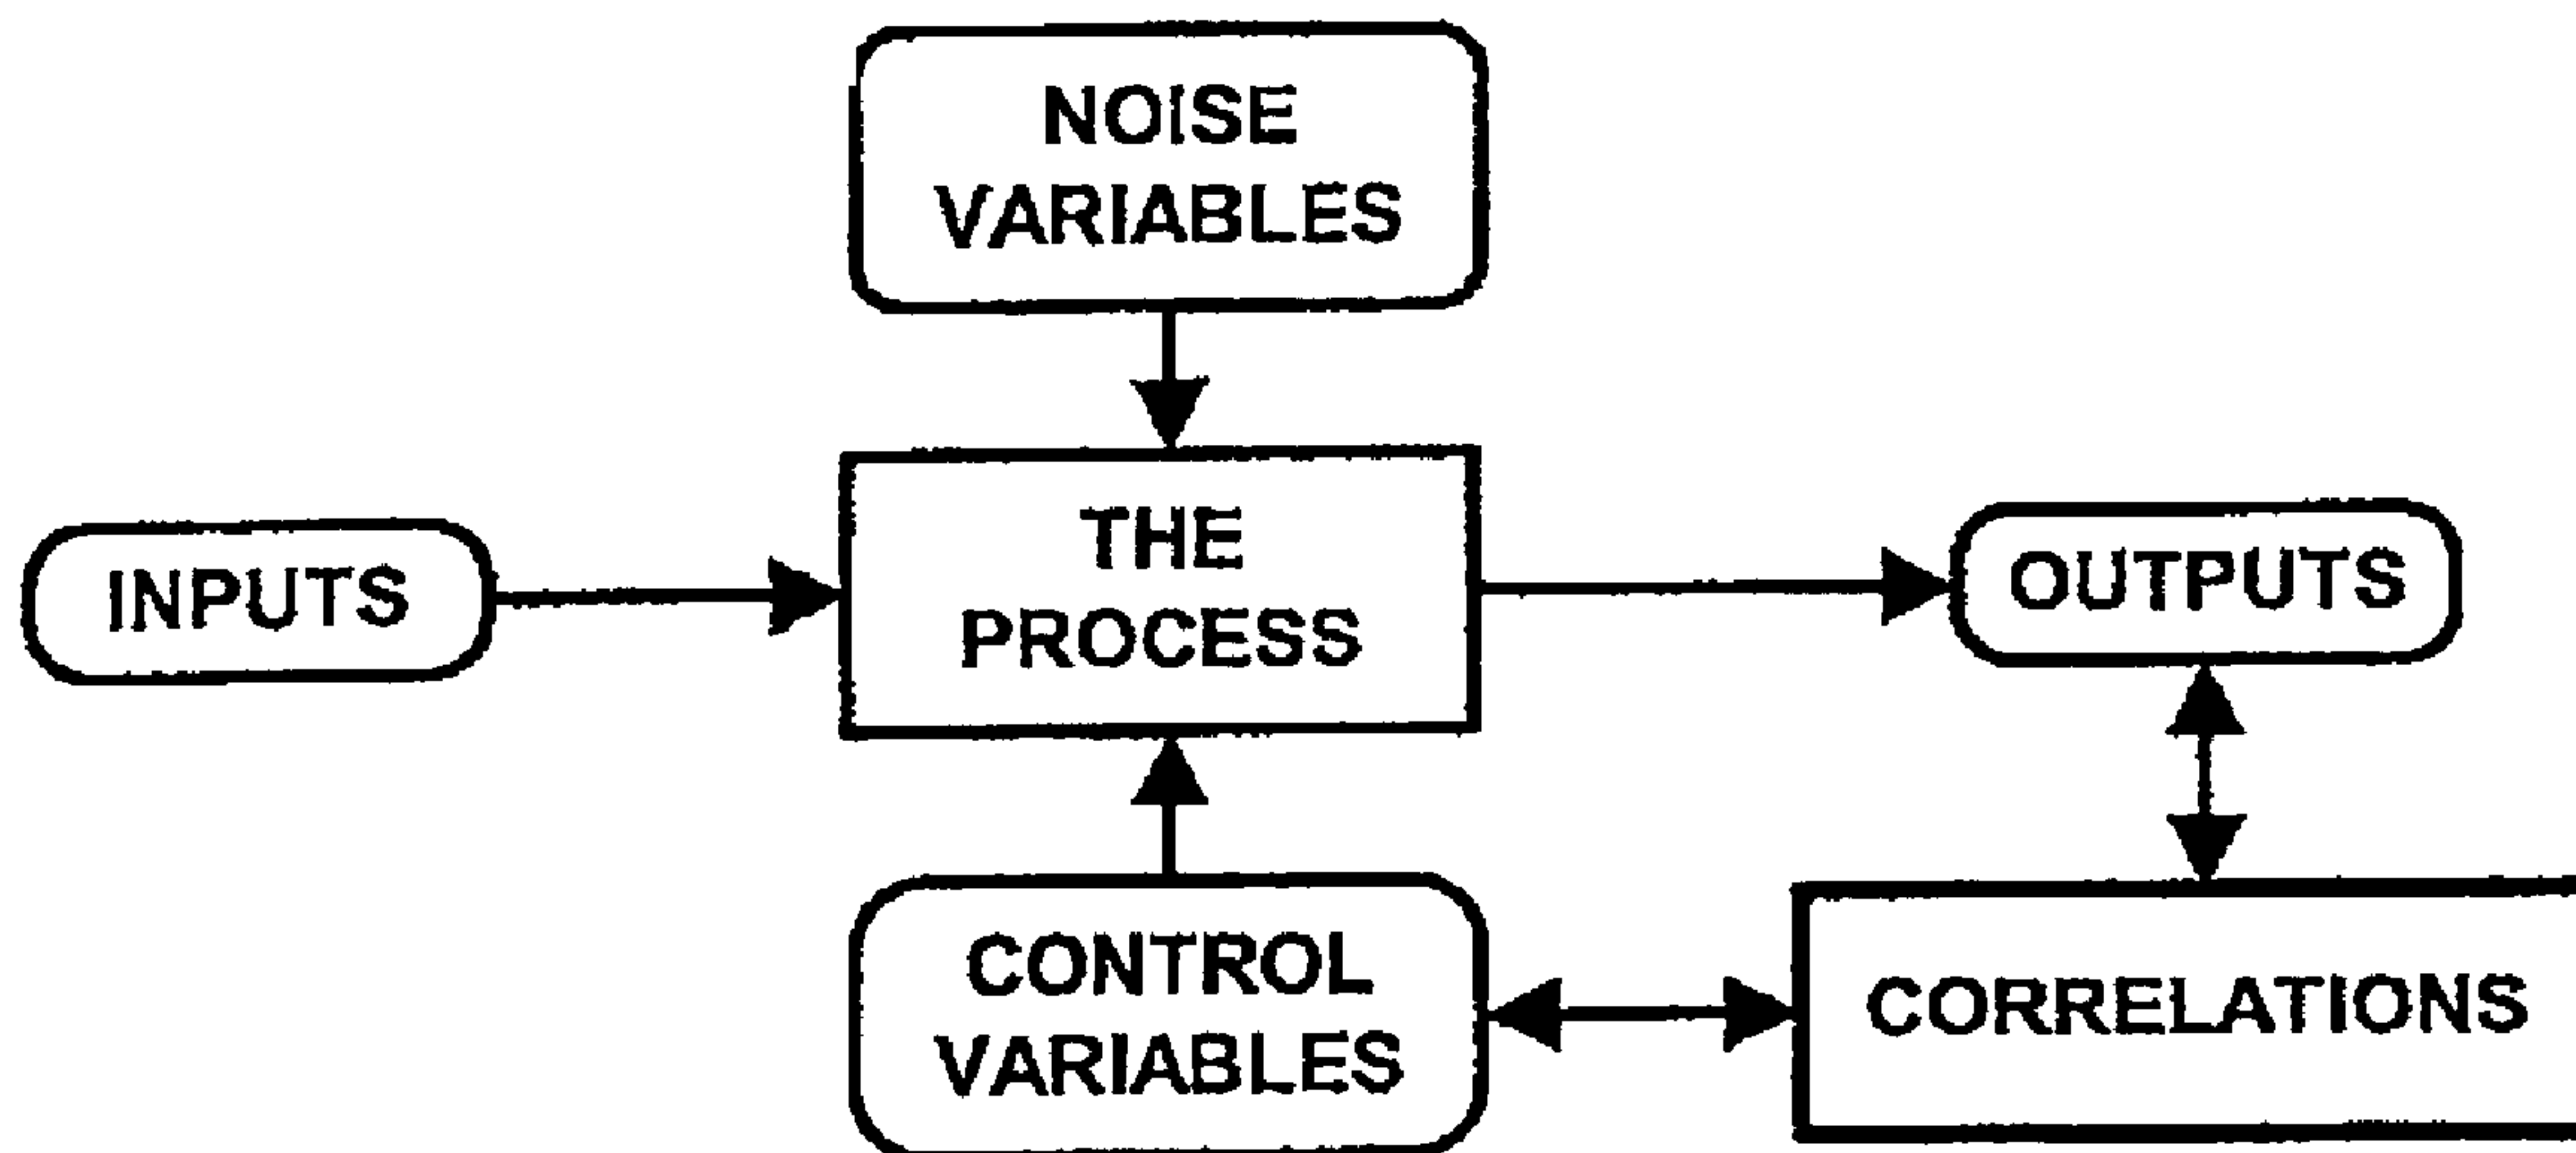 NOISE
VARIABLES
THE
PROCESS
INPUTS
OUTPUTS
CONTROL
VARIABLES
CORRELATIONS